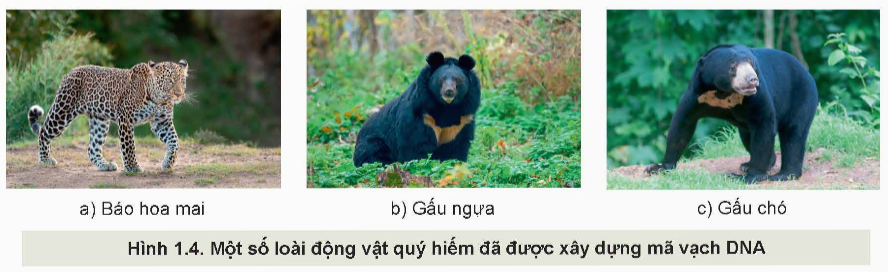 a) Báo hoa mai
b) Gấu ngựa
c) Gấu chó
Hình 1.4. Một số loài động vật quý hiếm đã được xây dựng mã vạch DNA